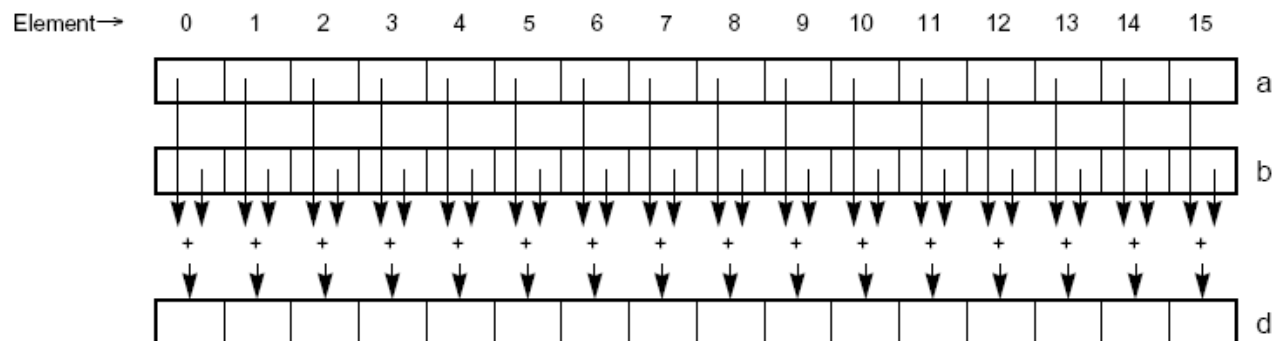 Element→ 0 1 2 3 4 5 6 7 8 9 10 11 12 13 14 15
a
b
+ + + + + + + + + + + + + + + +
d